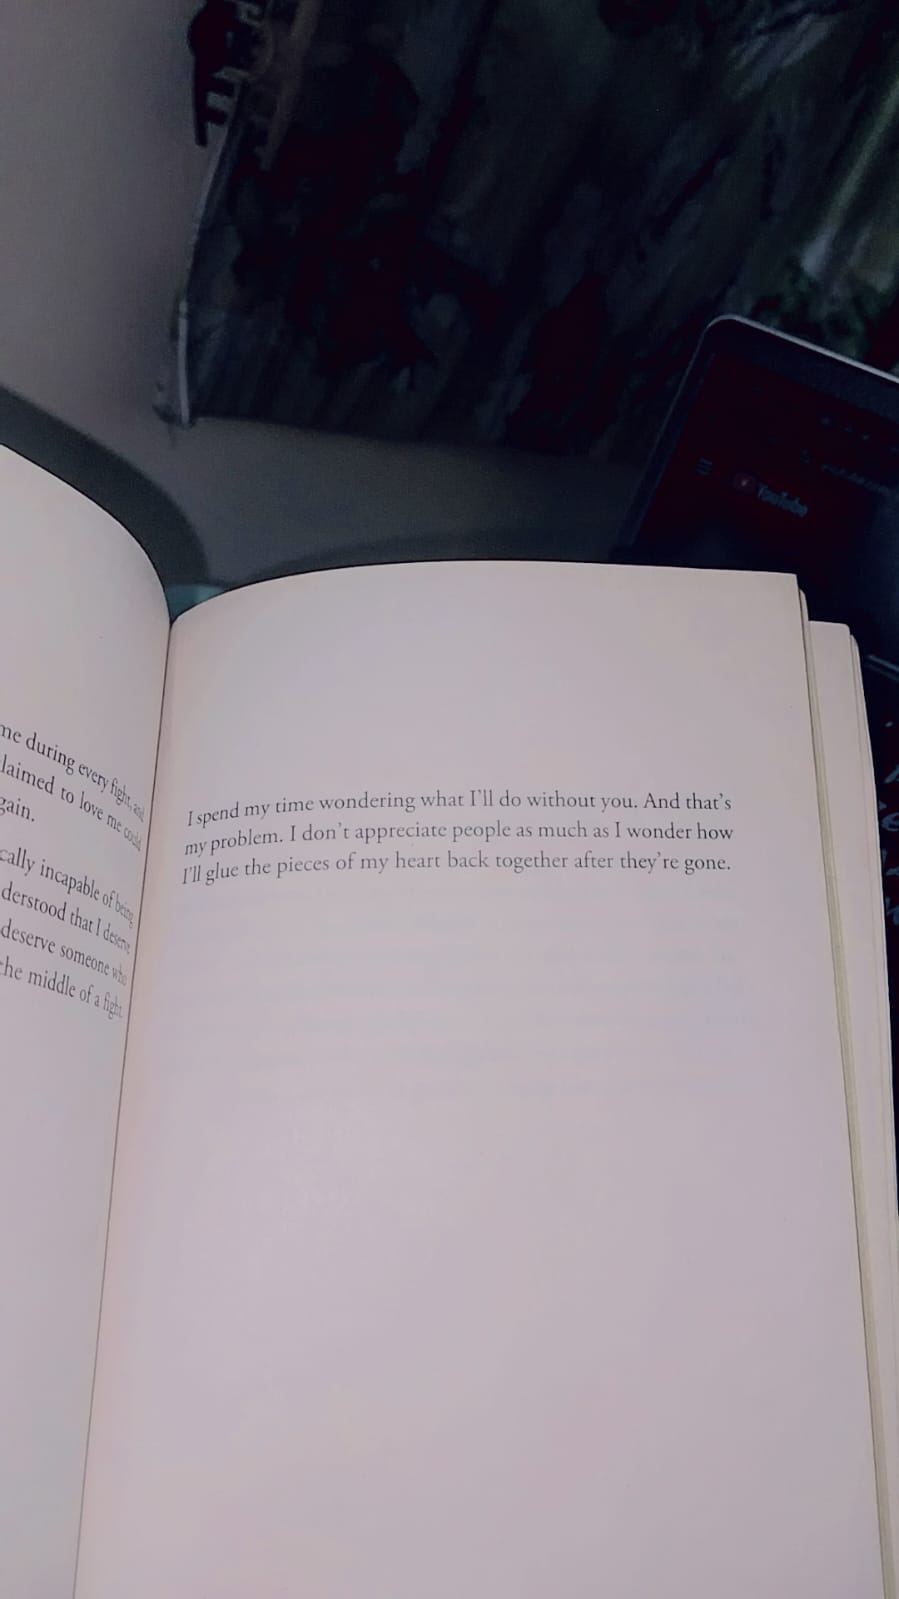 me during every fight, and
laimed to love me could
gain.
cally incapable of being
derstood that I deserve
deserve someone who
the middle of a fight.
I spend my time wondering what I'll do without you. And that's
my problem. I don't appreciate people as much as I wonder how
I'll glue the pieces of my heart back together after they're gone.
YouTube